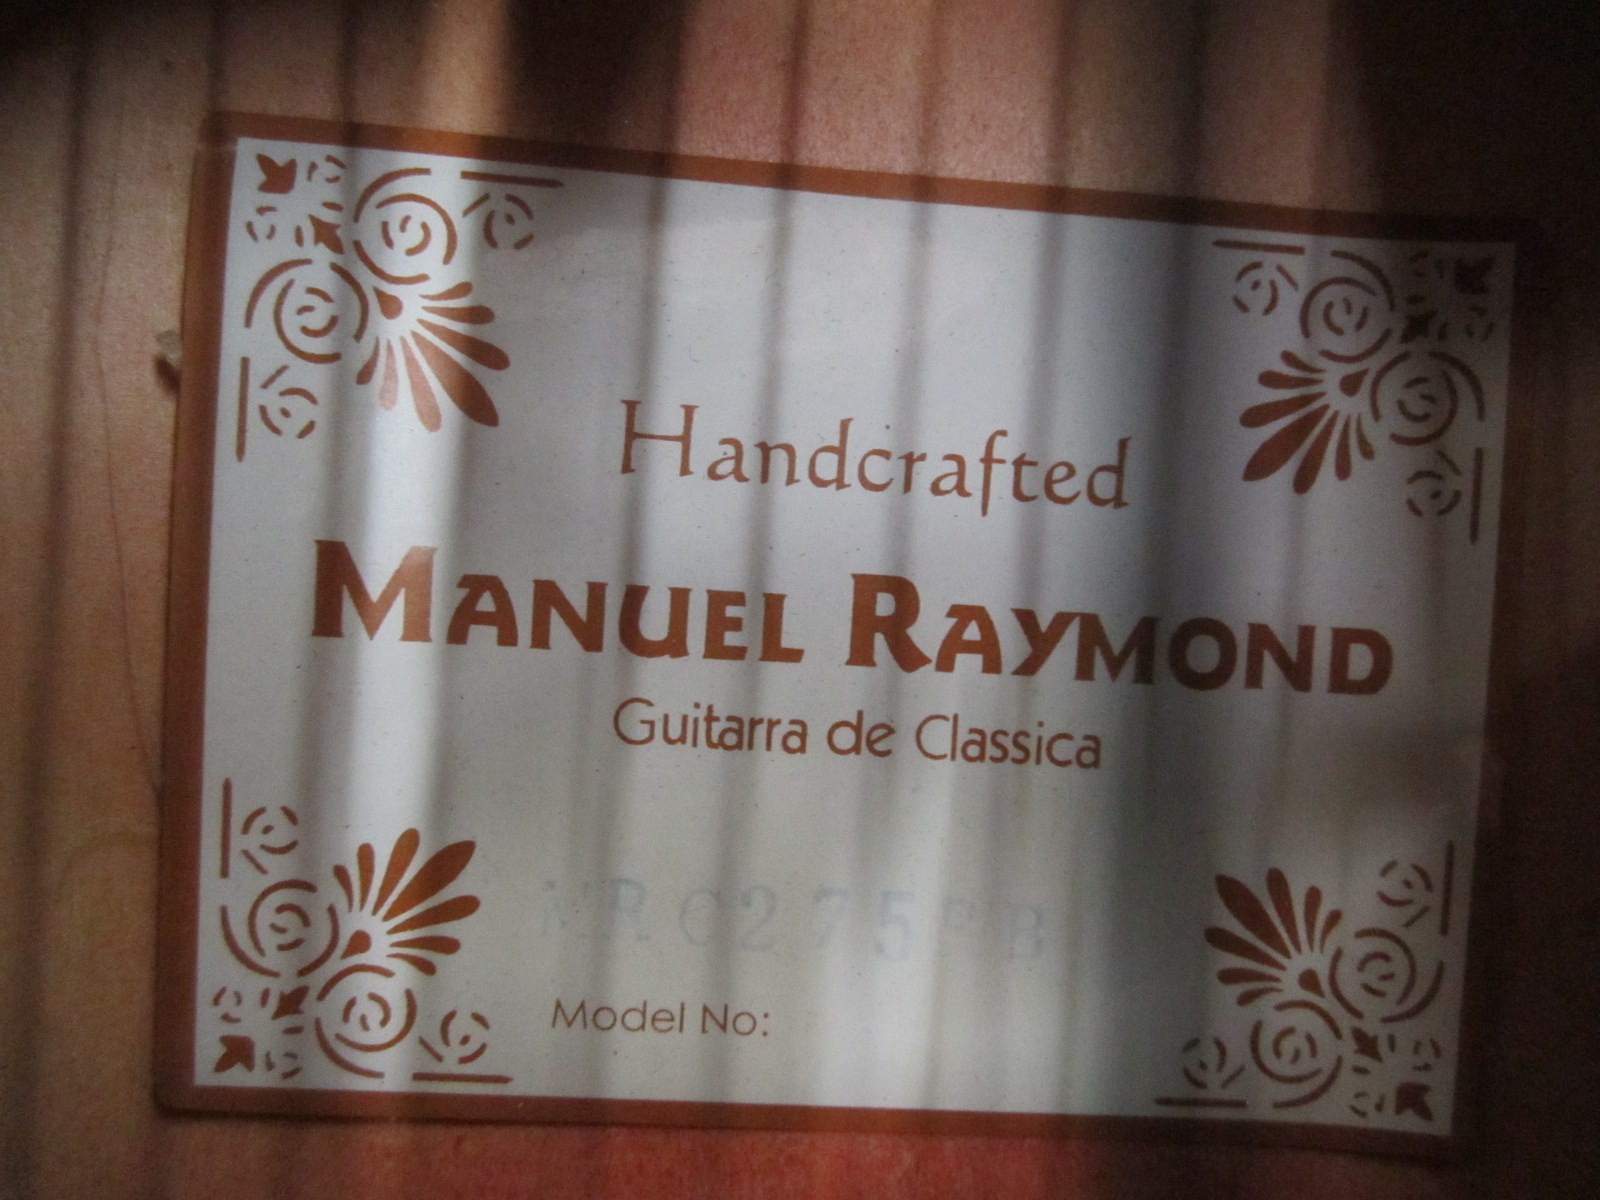 Handcrafted
MANUEL RAYMOND
Guitarra de Classica
Model No: